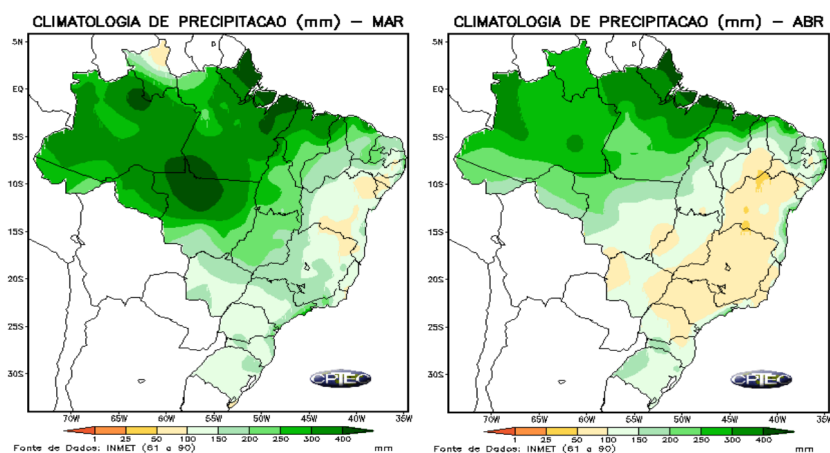 CLIMATOLOGIA DE PRECIPITACAO (mm) – MAR
5N
EQ
5S
10S
15S
20S
25S
30S
70W 65W 60W 55W 50W 45W 40W 35W
CPTEC
1 25 50 100 150 200 250 300 400
Fonte de Dados: INMET (61 a 90) mm
CLIMATOLOGIA DE PRECIPITACAO (mm) – ABR
5N
EQ
5S
10S
15S
20S
25S
30S
70W 65W 60W 55W 50W 45W 40W 35W
CPTEC
1 25 50 100 150 200 250 300 400
Fonte de Dados: INMET (61 a 90) mm